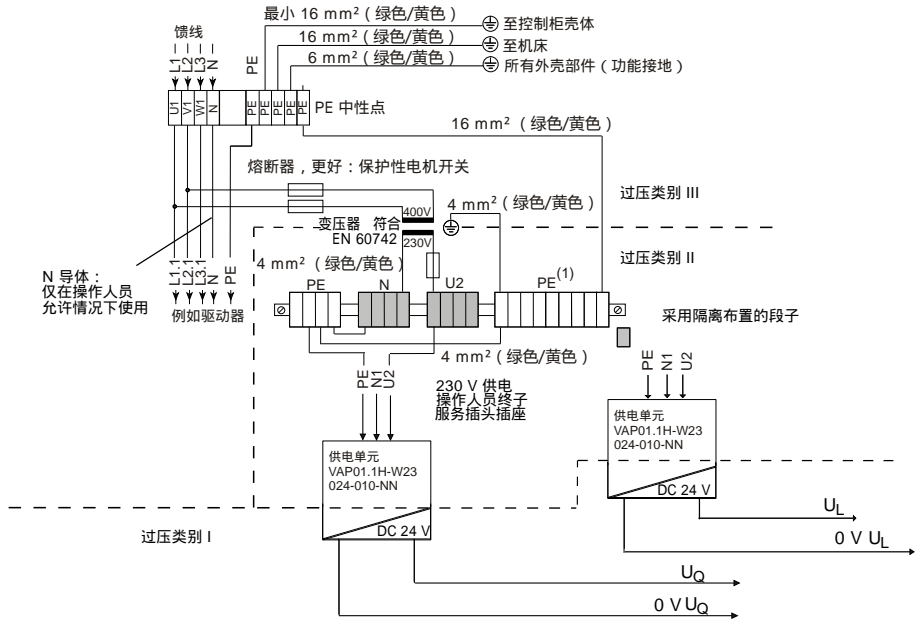 最小 16 mm² (绿色/黄色)
至控制柜壳体
馈线
16 mm² (绿色/黄色)
至机床
6 mm² (绿色/黄色)
所有外壳部件(功能接地)
L1
L2
L3
N
PE
U1
V1
W1
N
PE
PE
PE
PE
PE
PE 中性点
16 mm² (绿色/黄色)
熔断器,更好:保护性电机开关
过压类别 III
400V
4 mm² (绿色/黄色)
变压器 符合
EN 60742
230V
过压类别 II
4 mm² (绿色/黄色)
N 导体:
仅在操作人员
允许情况下使用
L1.1
L2.1
L3.1
N
PE
例如驱动器
PE
N
U2
PE(1)
采用隔离布置的段子
4 mm² (绿色/黄色)
PE
N1
U2
230 V 供电
操作人员终子
服务插头插座
PE
N1
U2
供电单元
VAP01.1H-W23
024-010-NN
DC 24 V
供电单元
VAP01.1H-W23
024-010-NN
DC 24 V
过压类别 I
UL
0 V UL
UQ
0 V UQ